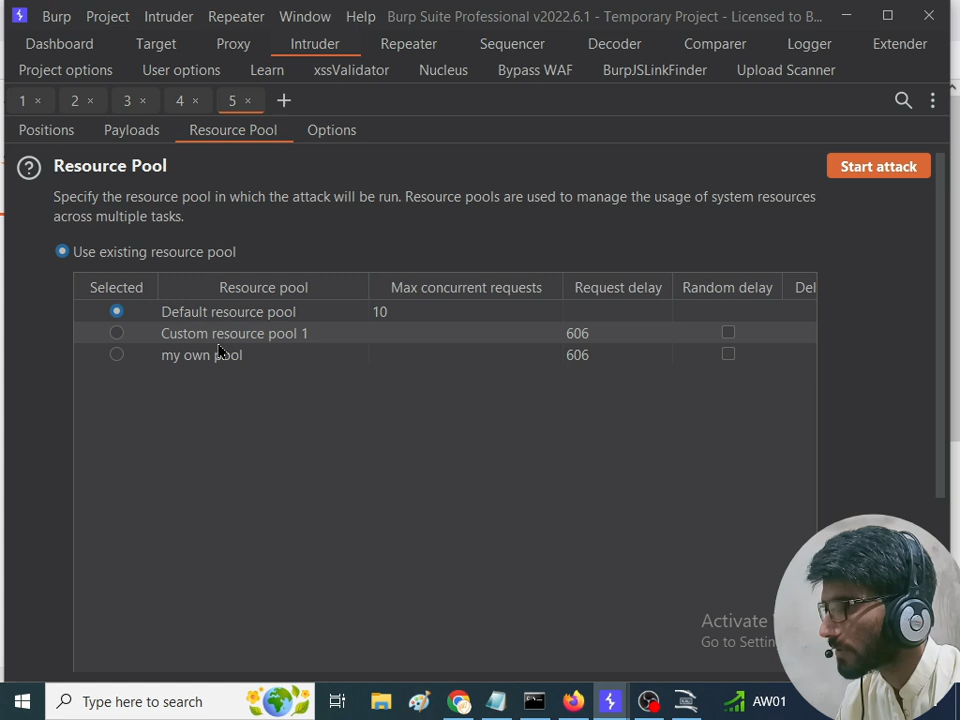 Burp Project Intruder Repeater Window Help Burp Suite Professional v2022.6.1 - Temporary Project - Licensed to B...
Dashboard Target Proxy Intruder Repeater Sequencer Decoder Comparer Logger Extender
Project options User options Learn xssValidator Nucleus Bypass WAF BurpJSLinkFinder Upload Scanner
1 × 2 × 3 × 4 × 5 × +
Positions Payloads Resource Pool Options
? Resource Pool Start attack
Specify the resource pool in which the attack will be run. Resource pools are used to manage the usage of system resources
across multiple tasks.
Use existing resource pool
Selected Resource pool Max concurrent requests Request delay Random delay Del
Default resource pool 10
Custom resource pool 1 606
my own pool 606
Activate
Go to Settin
Type here to search AW01